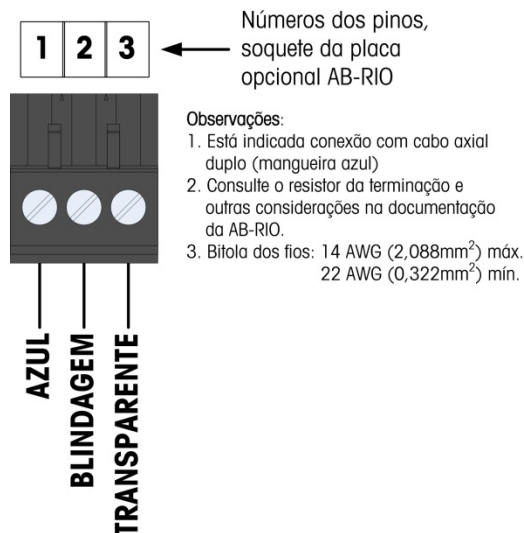 1 2 3
Números dos pinos,
soquete da placa
opcional AB-RIO
Observações:
1. Está indicada conexão com cabo axial
duplo (mangueira azul)
2. Consulte o resistor da terminação e
outras considerações na documentação
da AB-RIO.
3. Bitola dos fios: 14 AWG (2,088mm²) máx.
22 AWG (0,322mm²) mín.
AZUL
BLINDAGEM
TRANSPARENTE